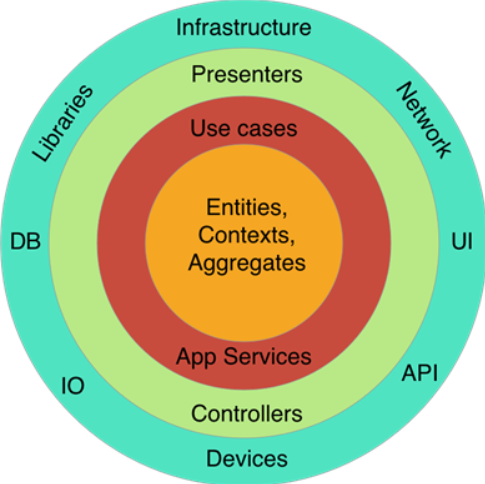 Infrastructure
Presenters
Libraries
Network
Use cases
Entities,
Contexts,
Aggregates
DB
UI
App Services
API
IO
Controllers
Devices